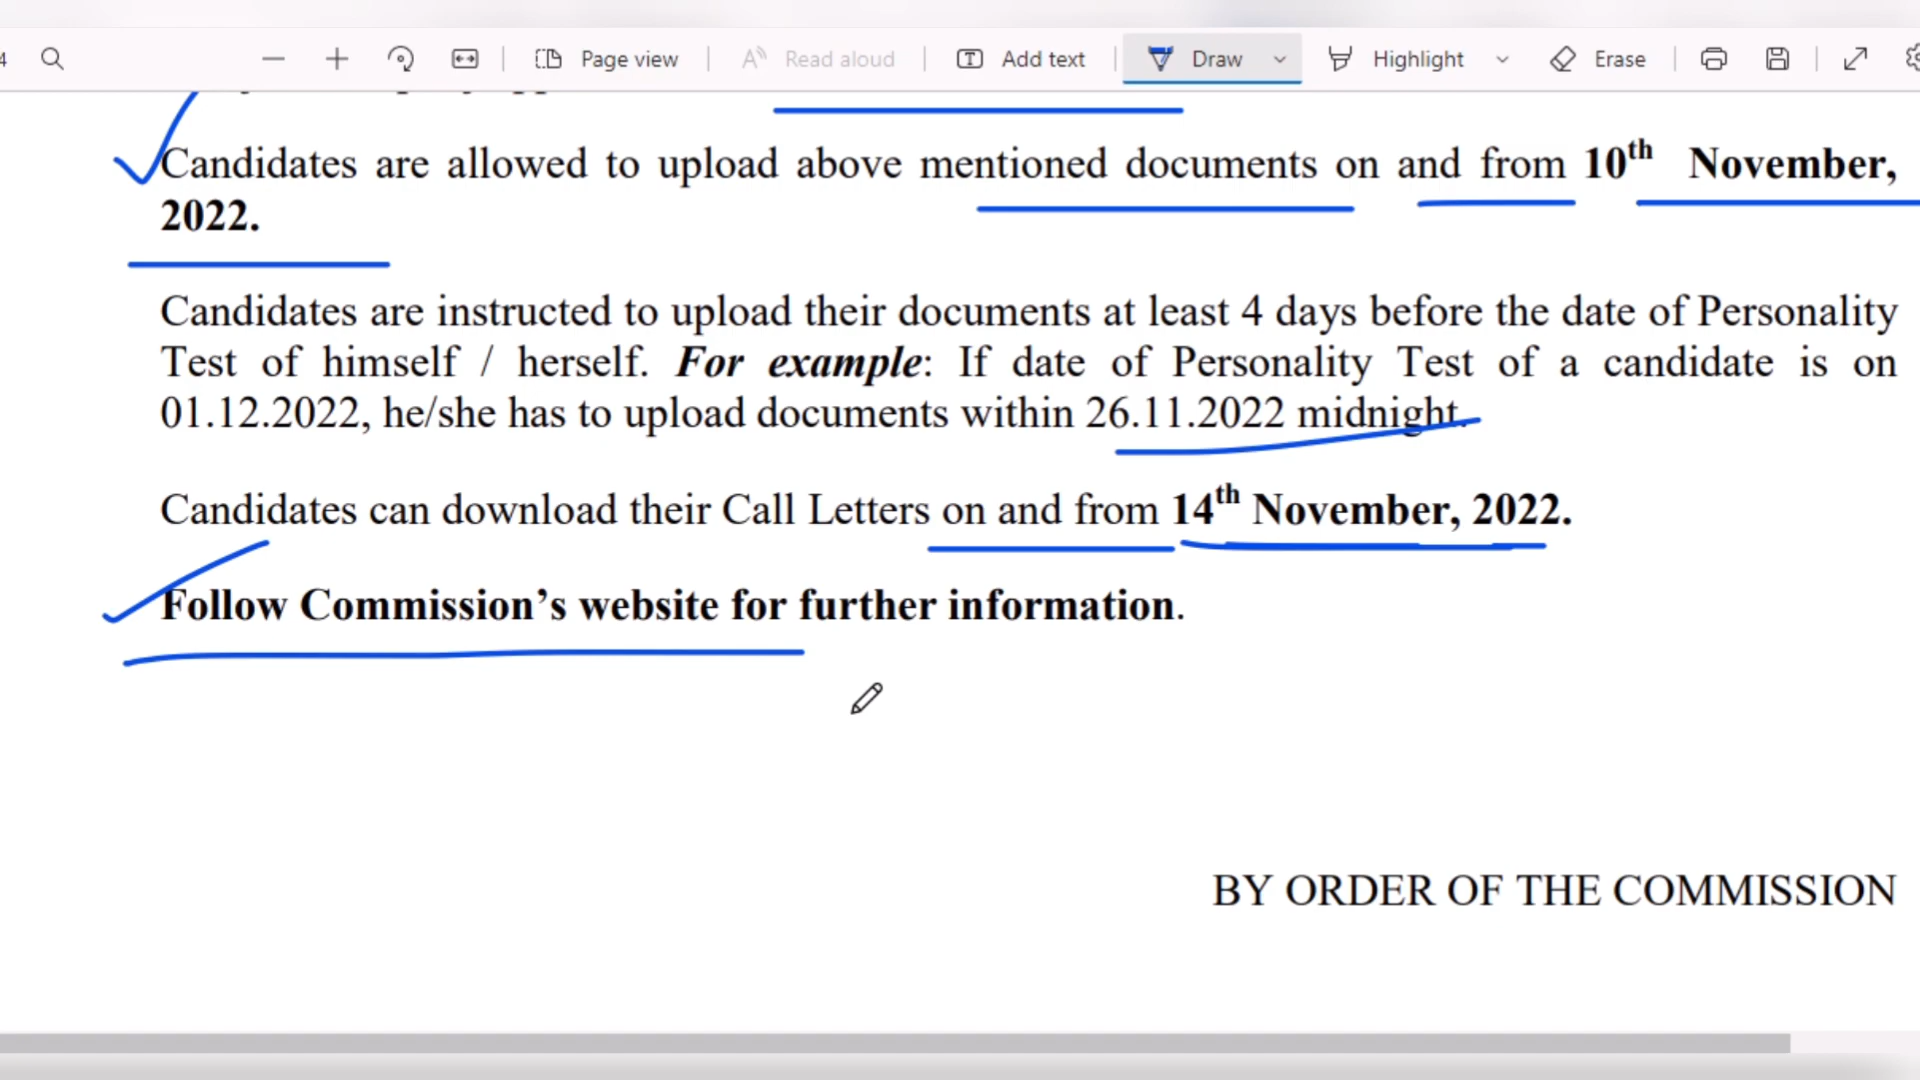 4 Page view Read aloud Add text Draw Highlight Erase
Candidates are allowed to upload above mentioned documents on and from 10th November,
2022.
Candidates are instructed to upload their documents at least 4 days before the date of Personality
Test of himself / herself. For example: If date of Personality Test of a candidate is on
01.12.2022, he/she has to upload documents within 26.11.2022 midnight.
Candidates can download their Call Letters on and from 14th November, 2022.
Follow Commission’s website for further information.
BY ORDER OF THE COMMISSION